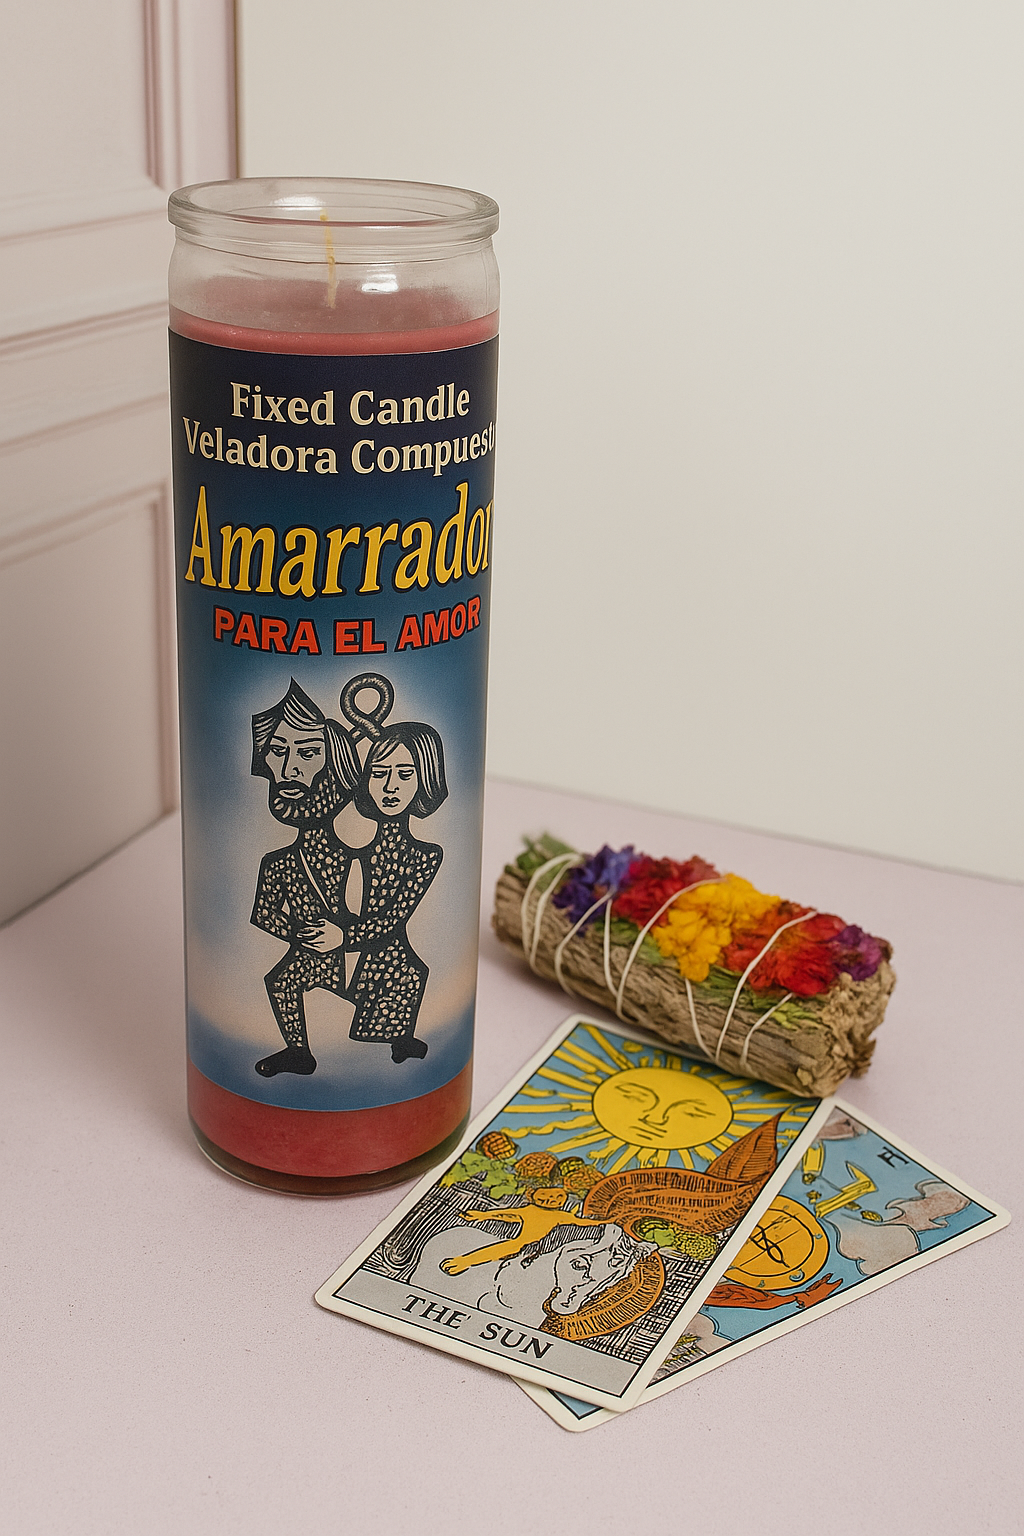 Fixed Candle
Veladora Compuest
Amarrador
PARA EL AMOR
THE SUN